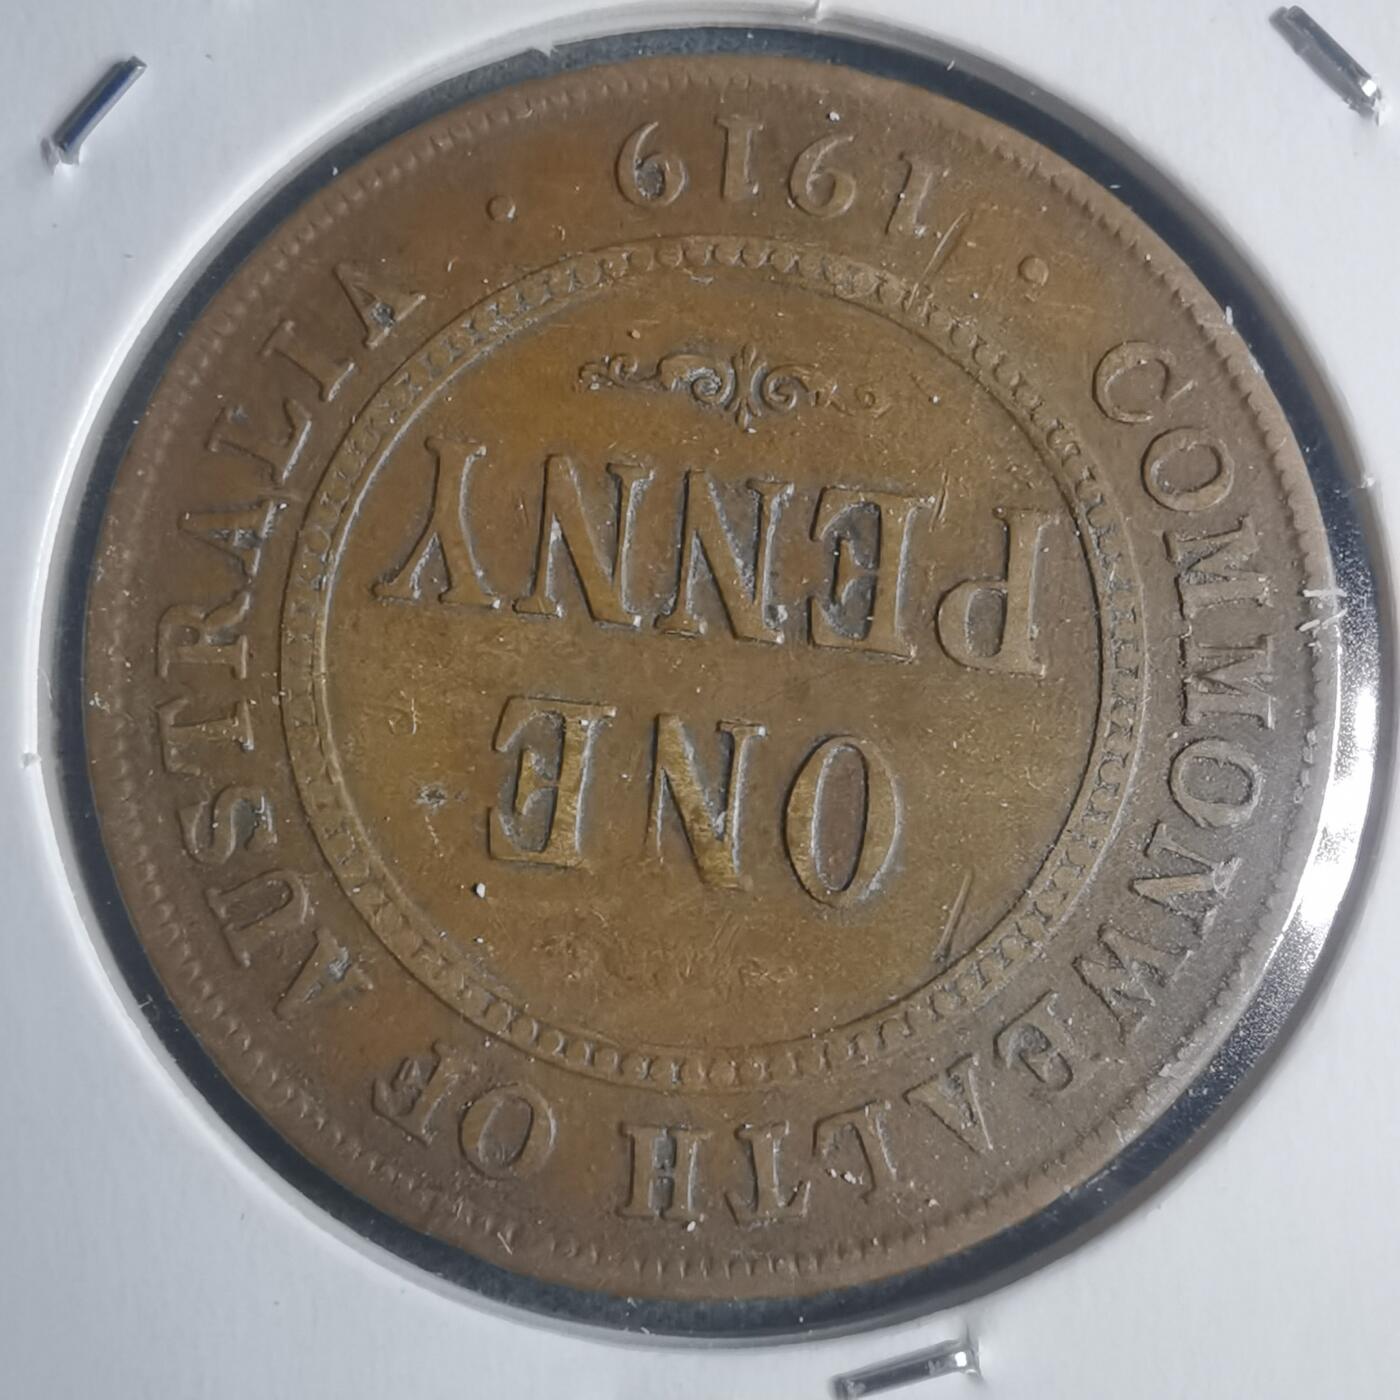 COMMONWEALTH OF AUSTRALIA
ONE
PENNY
1919